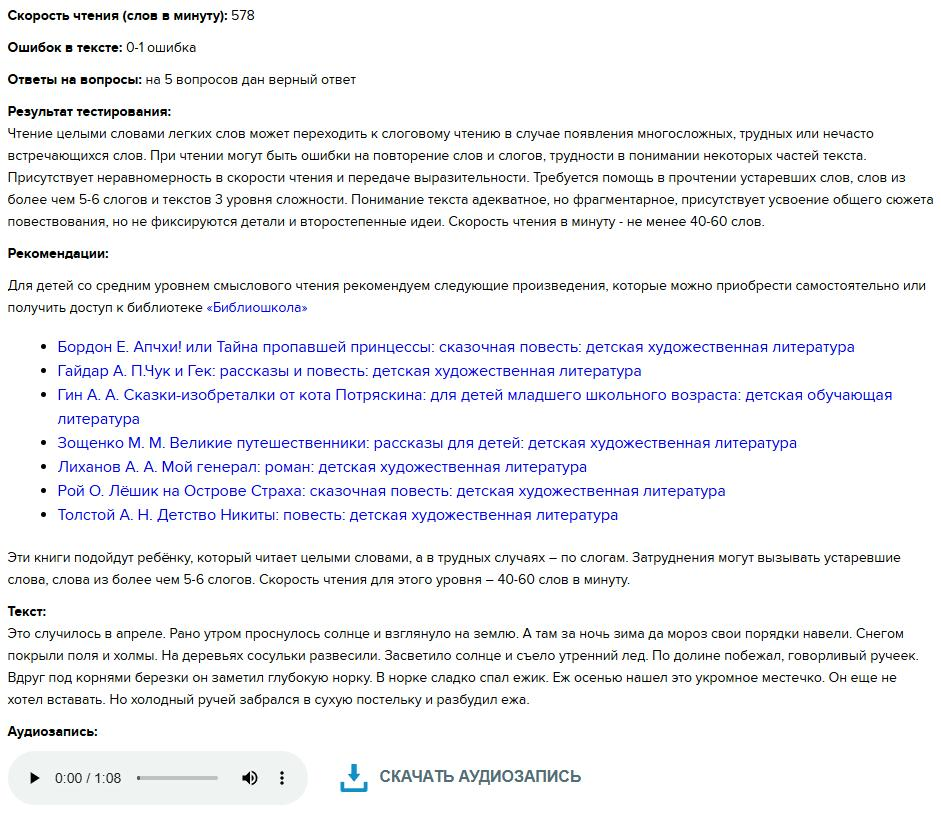 Скорость чтения (слов в минуту): 578
Ошибок в тексте: 0-1 ошибка
Ответы на вопросы: на 5 вопросов дан верный ответ
Результат тестирования:
Чтение целыми словами легких слов может переходить к слоговому чтению в случае появления многосложных, трудных или нечасто
встречающихся слов. При чтении могут быть ошибки на повторение слов и слогов, трудности в понимании некоторых частей текста.
Присутствует неравномерность в скорости чтения и передаче выразительности. Требуется помощь в прочтении устаревших слов, слов из
более чем 5-6 слогов и текстов 3 уровня сложности. Понимание текста адекватное, но фрагментарное, присутствует усвоение общего сюжета
повествования, но не фиксируются детали и второстепенные идеи. Скорость чтения в минуту - не менее 40-60 слов.
Рекомендации:
Для детей со средним уровнем смыслового чтения рекомендуем следующие произведения, которые можно приобрести самостоятельно или
получить доступ к библиотеке «Библиошкола»
• Бордон Е. Апчхи! или Тайна пропавшей принцессы: сказочная повесть: детская художественная литература
• Гайдар А. П.Чук и Гек: рассказы и повесть: детская художественная литература
• Гин А. А. Сказки-изобреталки от кота Потряскина: для детей младшего школьного возраста: детская обучающая
литература
• Зощенко М. М. Великие путешественники: рассказы для детей: детская художественная литература
• Лиханов А. А. Мой генерал: роман: детская художественная литература
• Рой О. Лёшик на Острове Страха: сказочная повесть: детская художественная литература
• Толстой А. Н. Детство Никиты: повесть: детская художественная литература
Эти книги подойдут ребёнку, который читает целыми словами, а в трудных случаях – по слогам. Затруднения могут вызывать устаревшие
слова, слова из более чем 5-6 слогов. Скорость чтения для этого уровня – 40-60 слов в минуту.
Текст:
Это случилось в апреле. Рано утром проснулось солнце и взглянуло на землю. А там за ночь зима да мороз свои порядки навели. Снегом
покрыли поля и холмы. На деревьях сосульки развесили. Засветило солнце и съело утренний лед. По долине побежал, говорливый ручеек.
Вдруг под корнями березки он заметил глубокую норку. В норке сладко спал ежик. Еж осенью нашел это укромное местечко. Он еще не
хотел вставать. Но холодный ручей забрался в сухую постельку и разбудил ежа.
Аудиозапись:
0:00 / 1:08
СКАЧАТЬ АУДИОЗАПИСЬ